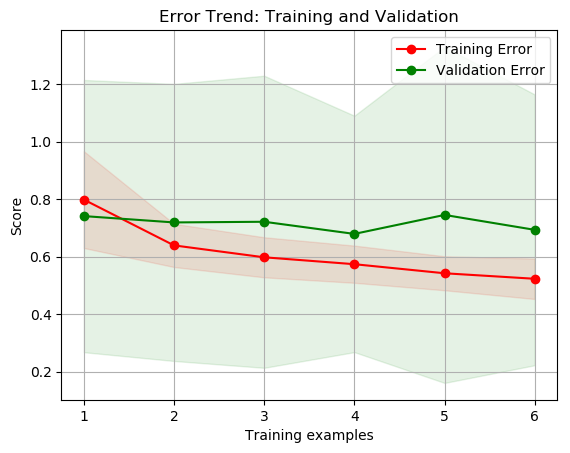 Error Trend: Training and Validation
Training Error
Validation Error
1.2
1.0
0.8
0.6
0.4
0.2
Score
1 2 3 4 5 6
Training examples